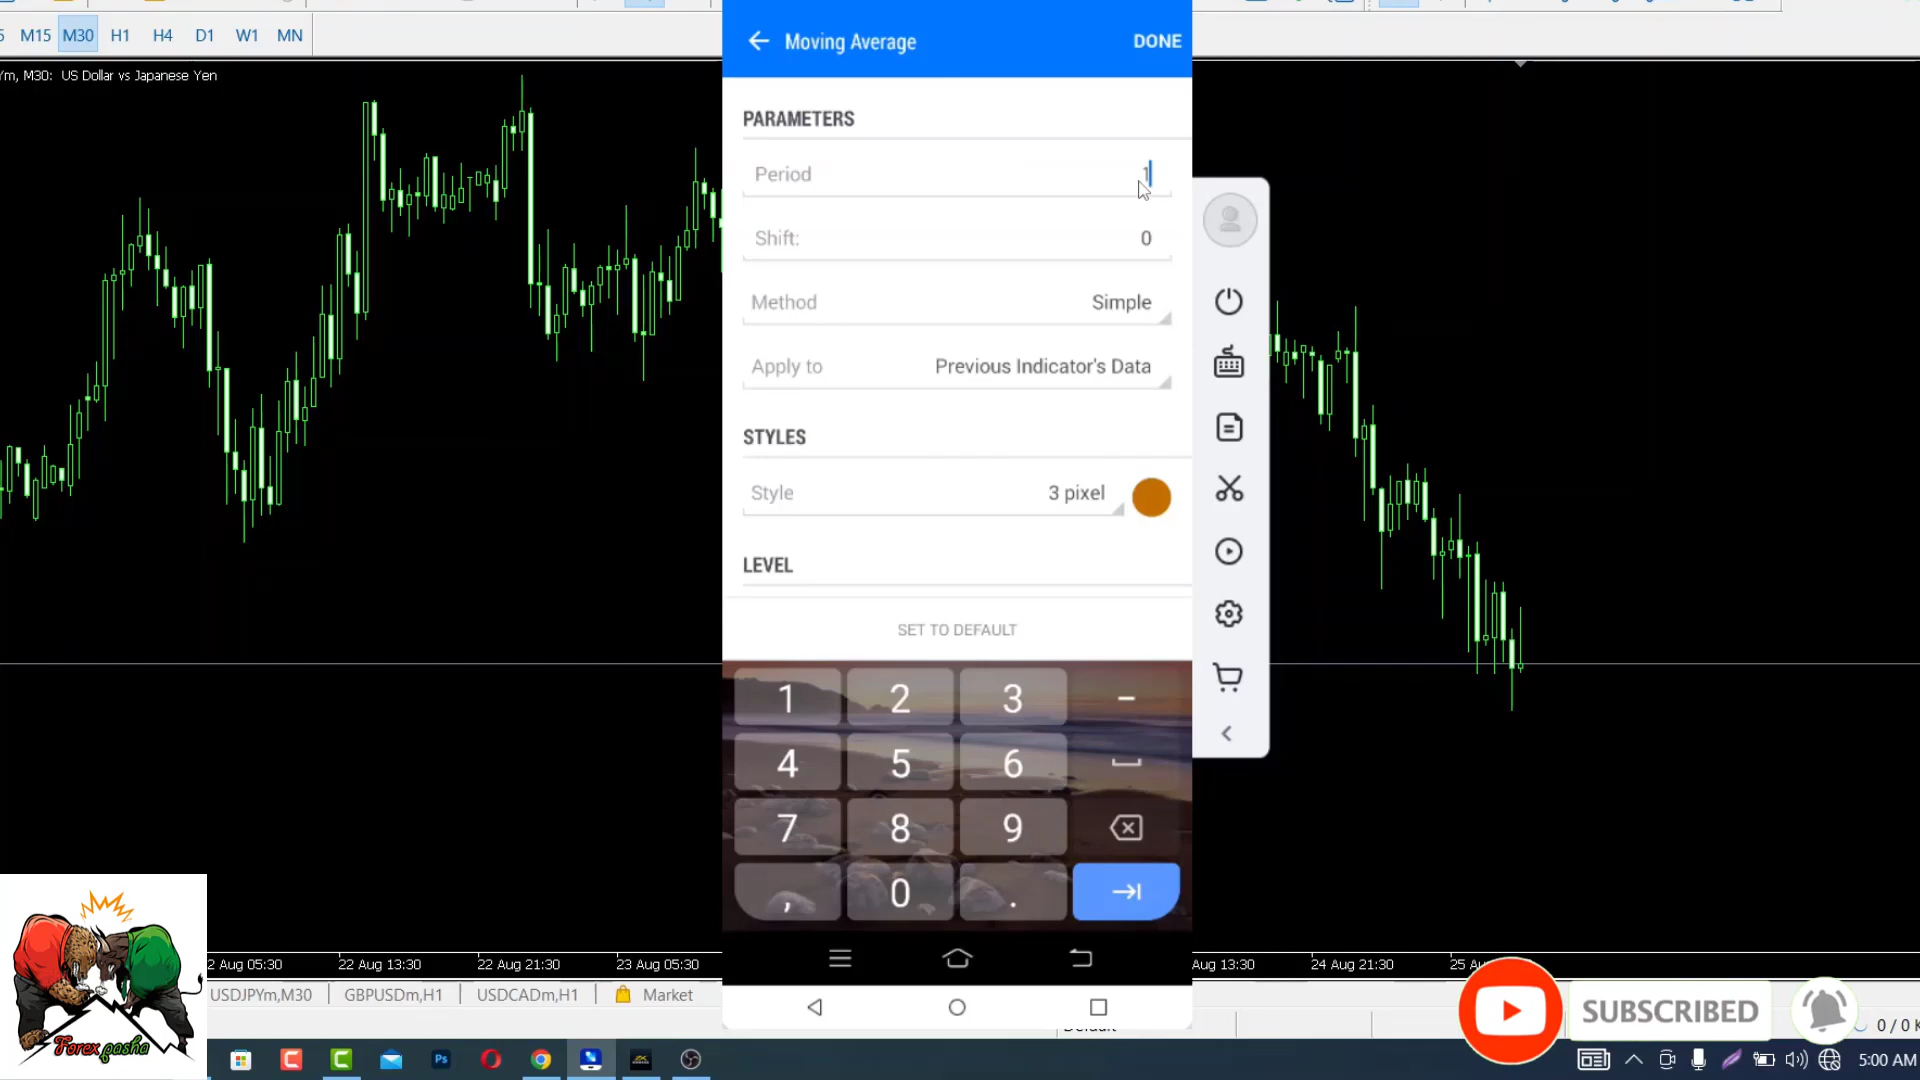 M15 M30 H1 H4 D1 W1 MN
M30: US Dollar vs Japanese Yen
Moving Average
DONE
PARAMETERS
Period 1
Shift: 0
Method Simple
Apply to Previous Indicator's Data
STYLES
Style 3 pixel
LEVEL
SET TO DEFAULT
1 2 3 -
4 5 6
7 8 9
, 0 .
2 Aug 05:30 22 Aug 13:30 22 Aug 21:30 23 Aug 05:30 Aug 13:30 24 Aug 21:30 25
USDJPYm,M30 GBPUSDm,H1 USDCADm,H1 Market
SUBSCRIBED
0 / 0
Forex pasha
Ps
5:00 AM